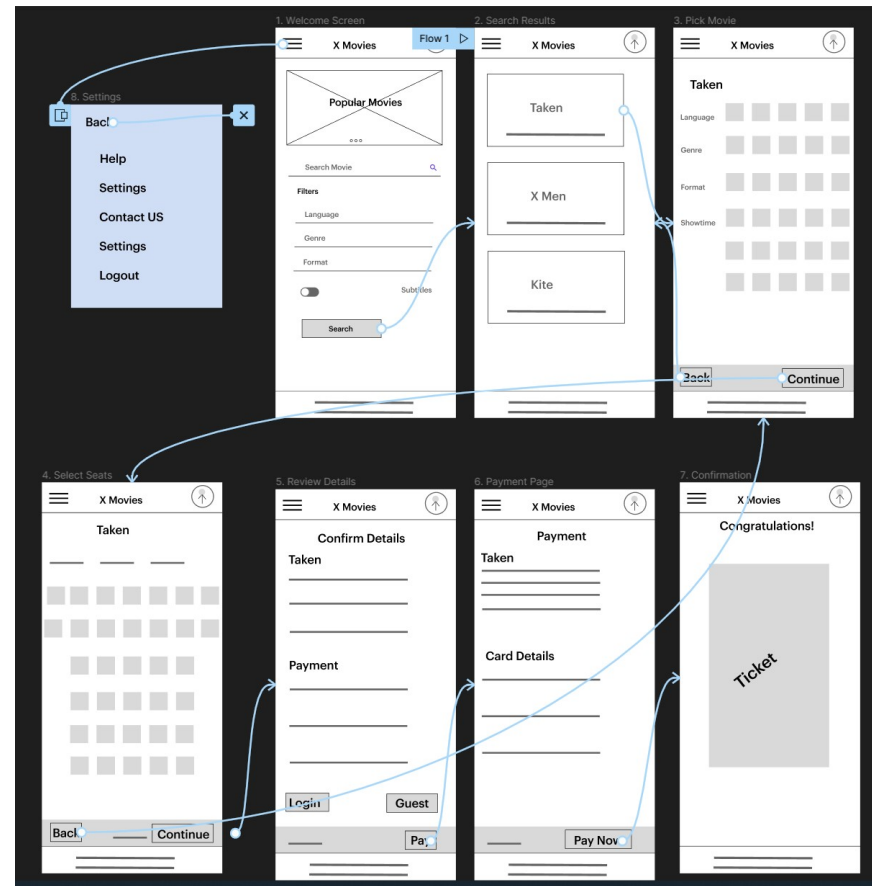 1. Welcome Screen
X Movies
Flow 1
Popular Movies
Search Movie
Filters
Language
Genre
Format
Subtitles
Search
2. Search Results
X Movies
Taken
X Men
Kite
3. Pick Movie
X Movies
Taken
Language
Genre
Format
Showtime
Back
Continue
8. Settings
Back
Help
Settings
Contact US
Settings
Logout
4. Select Seats
X Movies
Taken
Back
Continue
5. Review Details
X Movies
Confirm Details
Taken
Payment
Login
Guest
Pay
6. Payment Page
X Movies
Payment
Taken
Card Details
Pay Now
7. Confirmation
X Movies
Congratulations!
Ticket